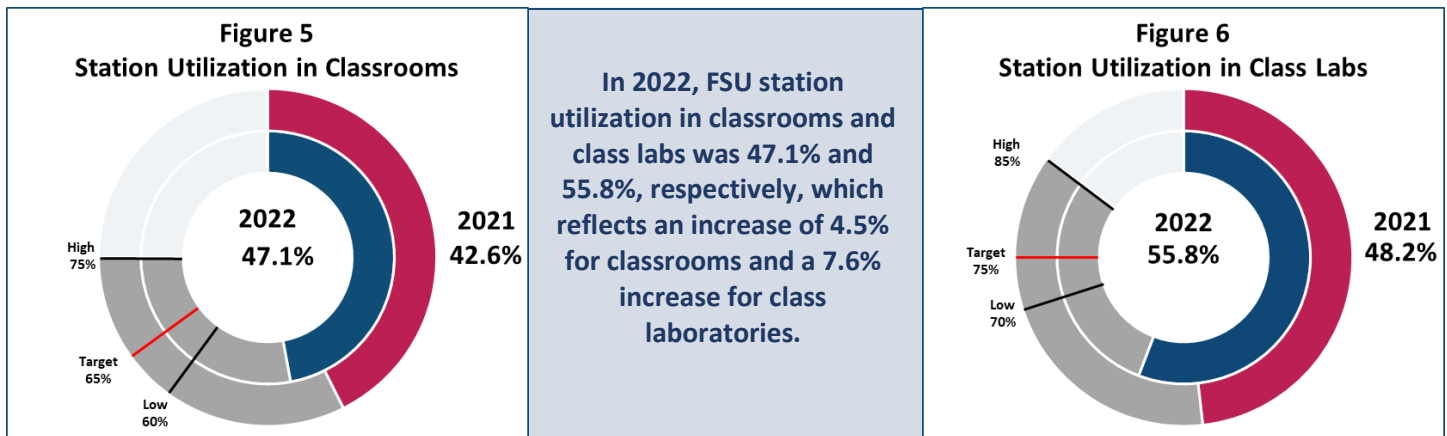 Figure 5
Station Utilization in Classrooms
2022
47.1%
2021
42.6%
High
75%
Target
65%
Low
60%
In 2022, FSU station
utilization in classrooms and
class labs was 47.1% and
55.8%, respectively, which
reflects an increase of 4.5%
for classrooms and a 7.6%
increase for class
laboratories.
Figure 6
Station Utilization in Class Labs
High
85%
2022
55.8%
2021
48.2%
Target
75%
Low
70%